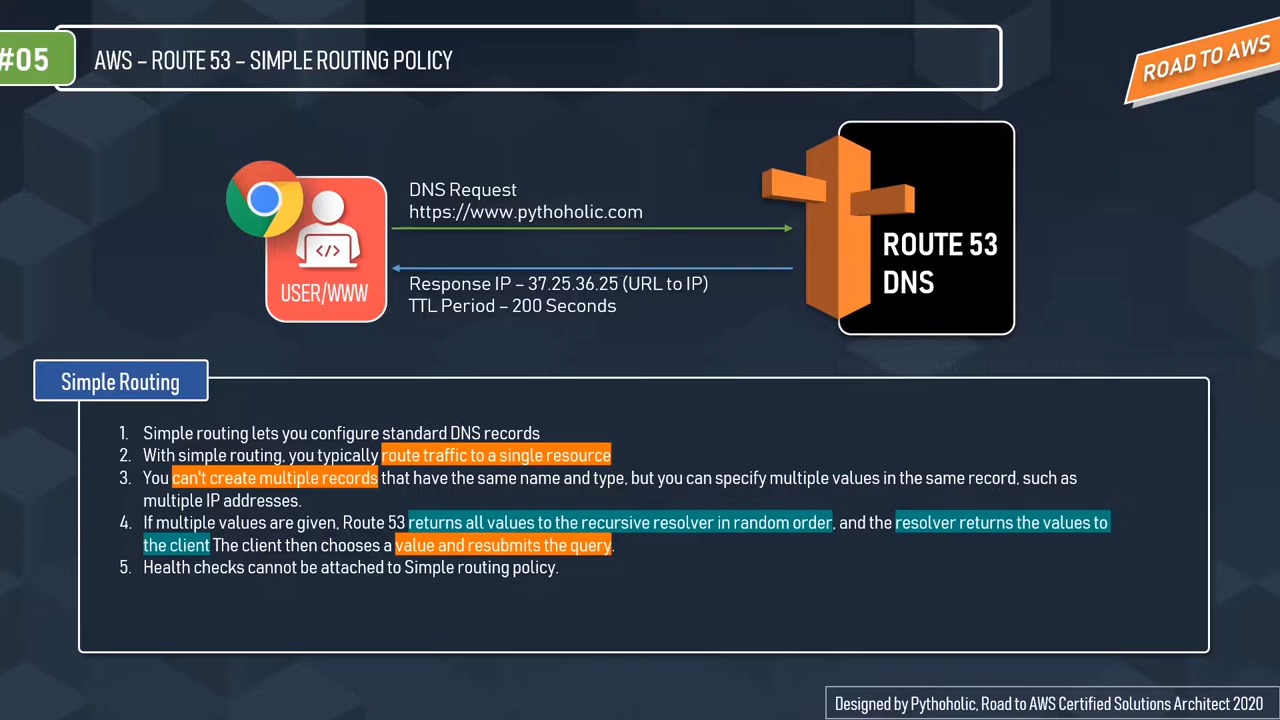 #05
AWS – ROUTE 53 – SIMPLE ROUTING POLICY
ROAD TO AWS
DNS Request
https://www.pythoholic.com
</>
USER/WWW
Response IP – 37.25.36.25 (URL to IP)
TTL Period – 200 Seconds
ROUTE 53
DNS
Simple Routing
1. Simple routing lets you configure standard DNS records
2. With simple routing, you typically route traffic to a single resource
3. You can't create multiple records that have the same name and type, but you can specify multiple values in the same record, such as
multiple IP addresses.
4. If multiple values are given, Route 53 returns all values to the recursive resolver in random order, and the resolver returns the values to
the client The client then chooses a value and resubmits the query.
5. Health checks cannot be attached to Simple routing policy.
Designed by Pythoholic, Road to AWS Certified Solutions Architect 2020